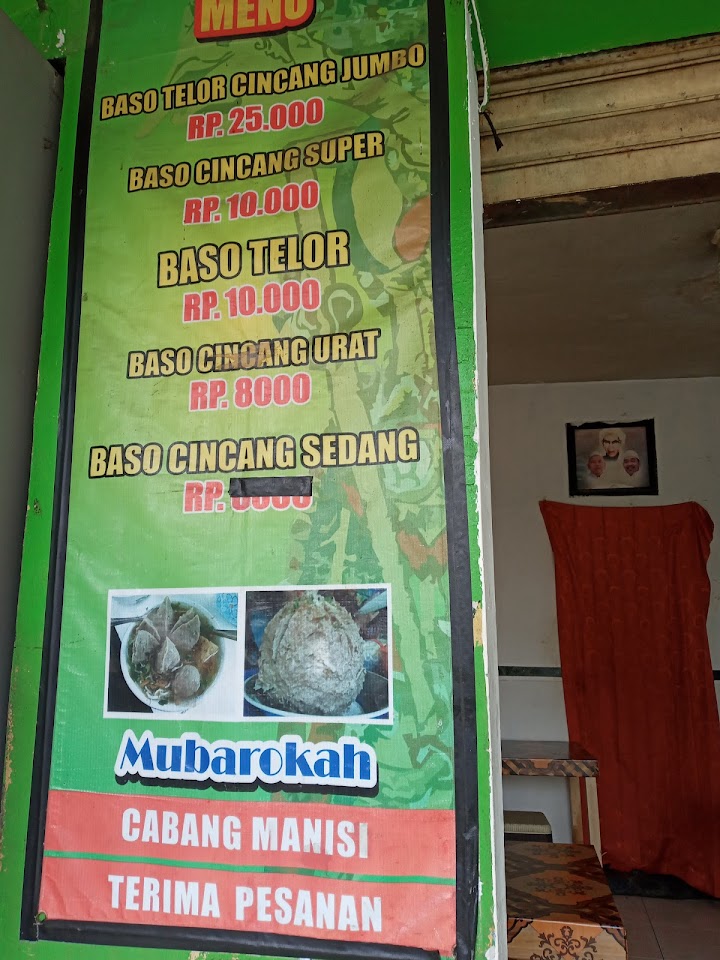 MENU
BASO TELOR CINCANG JUMBO
RP. 25.000
BASO CINCANG SUPER
RP. 10.000
BASO TELOR
RP. 10.000
BASO CINCANG URAT
RP. 8000
BASO CINCANG SEDANG
RP.
Mubarokah
CABANG MANISI
TERIMA PESANAN